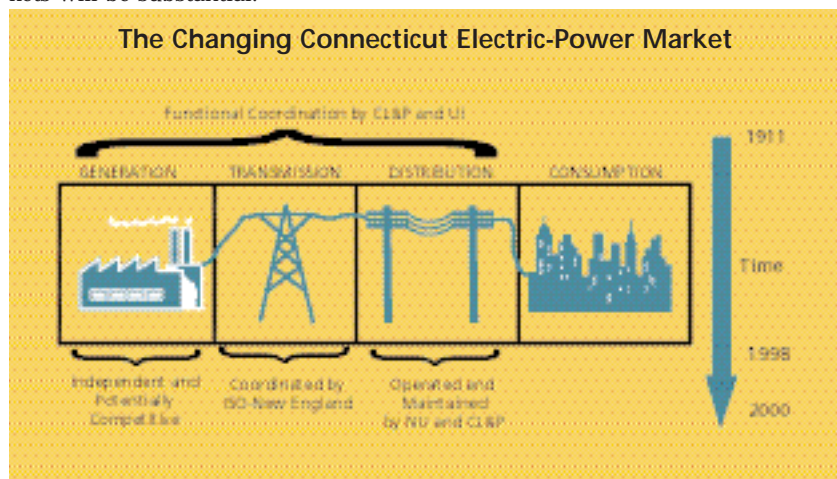 The Changing Connecticut Electric-Power Market
Functional Coordination by CL&P and UI
GENERATION TRANSMISSION DISTRIBUTION CONSUMPTION
1911
Time
1998
2000
Independent and
Potentially
Competitive
Coordinated by
ISO-New England
Operated and
Maintained
by NU and CL&P